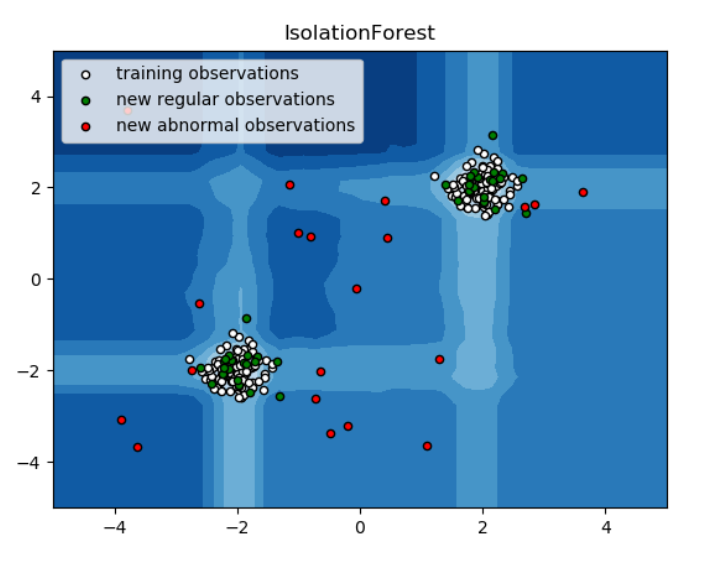 IsolationForest
training observations
new regular observations
new abnormal observations
4
2
0
−2
−4
−4 −2 0 2 4